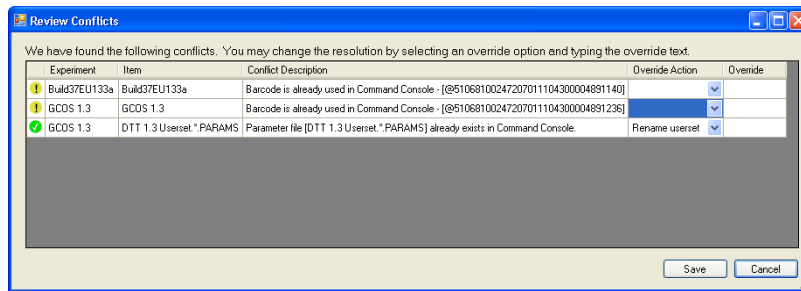 Review Conflicts
We have found the following conflicts. You may change the resolution by selecting an override option and typing the override text.
Experiment Item Conflict Description Override Action Override
Build37EU133a Build37EU133a Barcode is already used in Command Console - [@51068100247207011104300004891140]
GCOS 1.3 GCOS 1.3 Barcode is already used in Command Console - [@51068100247207011104300004891236]
GCOS 1.3 DTT 1.3 Userset.".PARAMS Parameter file [DTT 1.3 Userset.".PARAMS] already exists in Command Console. Rename userset
Save Cancel